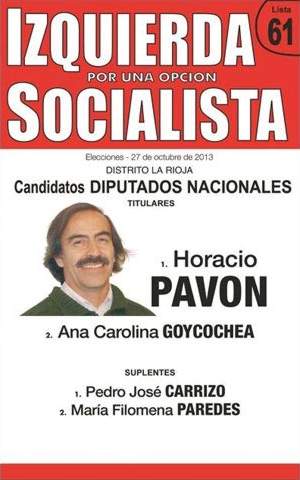 Lista
61
IZQUIERDA
POR UNA OPCION
SOCIALISTA
Elecciones - 27 de octubre de 2013
DISTRITO LA RIOJA
Candidatos DIPUTADOS NACIONALES
TITULARES
1. Horacio
PAVON
2. Ana Carolina GOYCOCHEA
SUPLENTES
1. Pedro José CARRIZO
2. María Filomena PAREDES